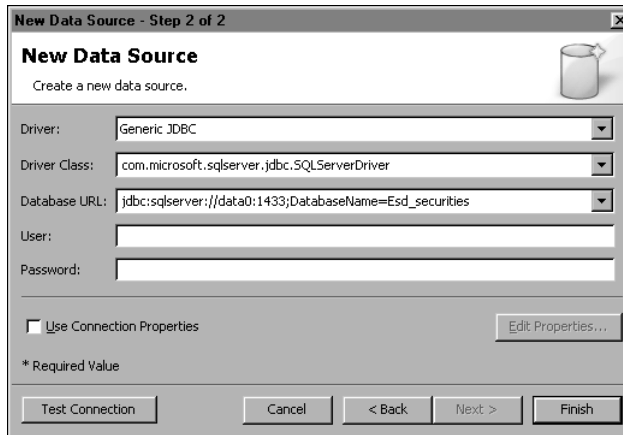 New Data Source - Step 2 of 2
New Data Source
Create a new data source.
Driver: Generic JDBC
Driver Class: com.microsoft.sqlserver.jdbc.SQLServerDriver
Database URL: jdbc:sqlserver://data0:1433;DatabaseName=Esd_securities
User:
Password:
Use Connection Properties Edit Properties...
* Required Value
Test Connection Cancel < Back Next > Finish